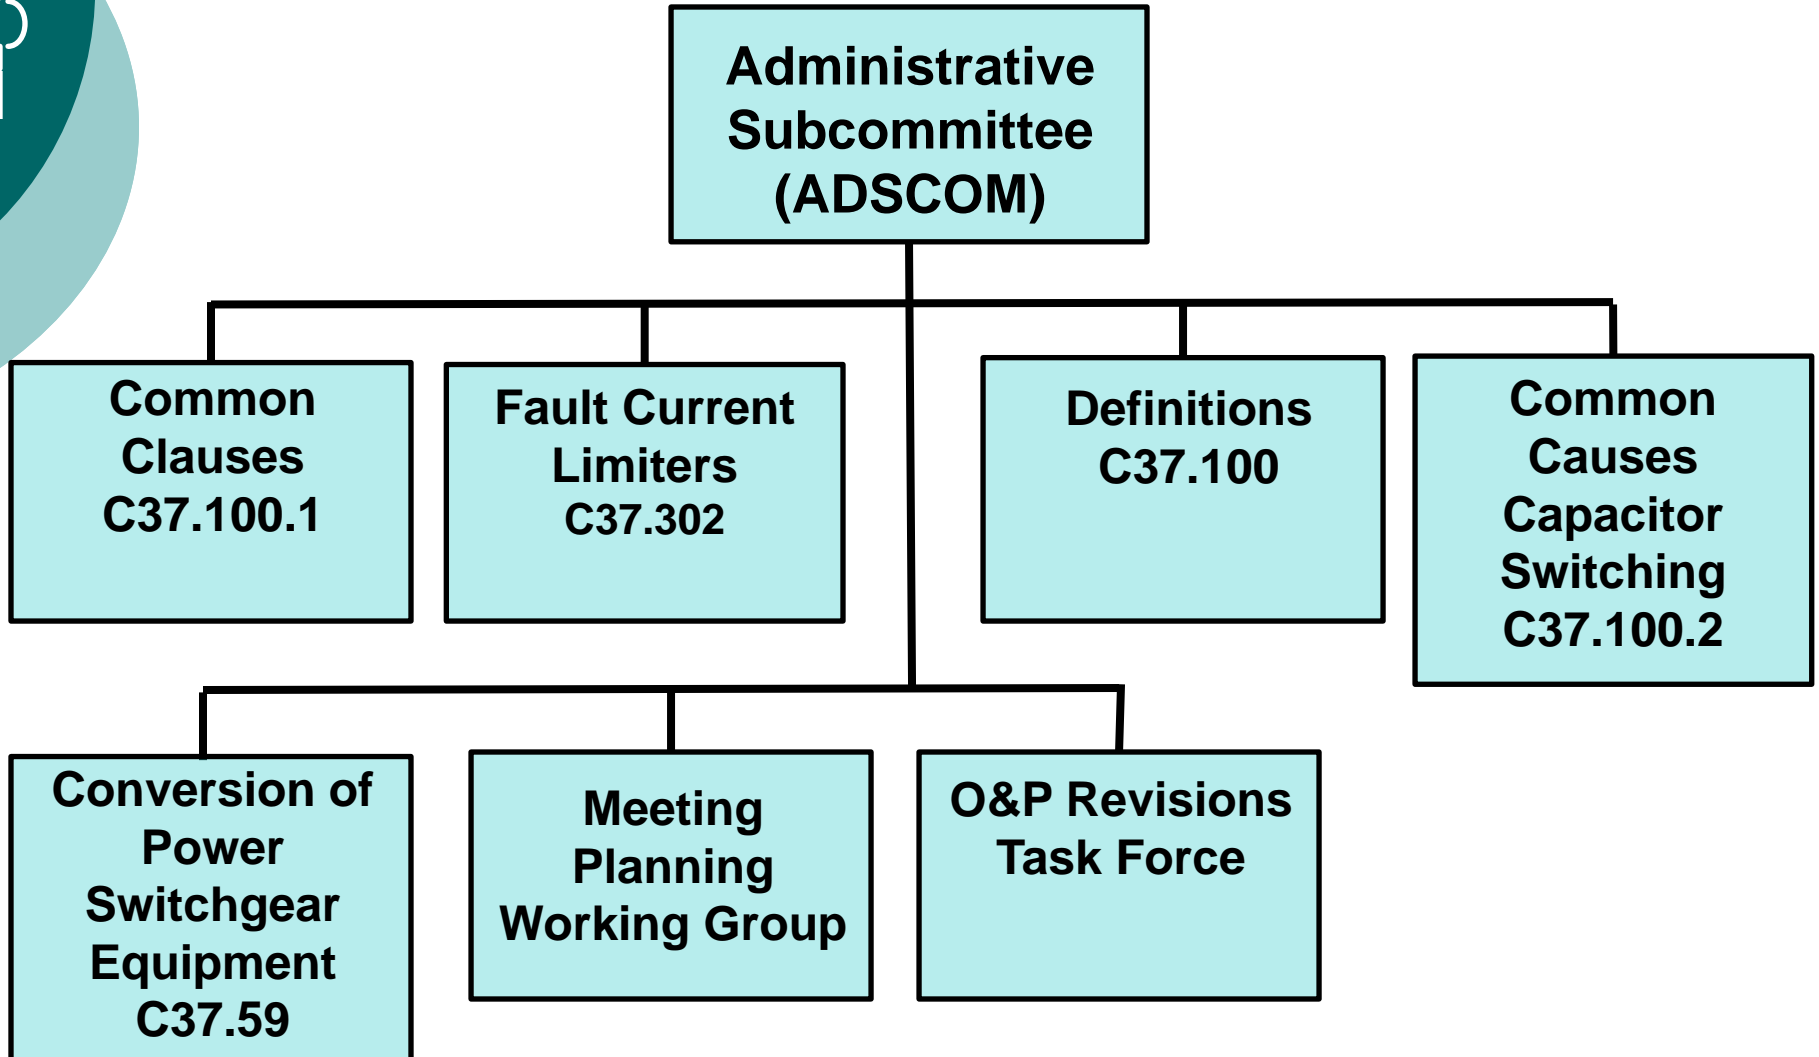 Administrative
Subcommittee
(ADSCOM)
Common
Clauses
C37.100.1
Fault Current
Limiters
C37.302
Definitions
C37.100
Common
Causes
Capacitor
Switching
C37.100.2
Conversion of
Power
Switchgear
Equipment
C37.59
Meeting
Planning
Working Group
O&P Revisions
Task Force